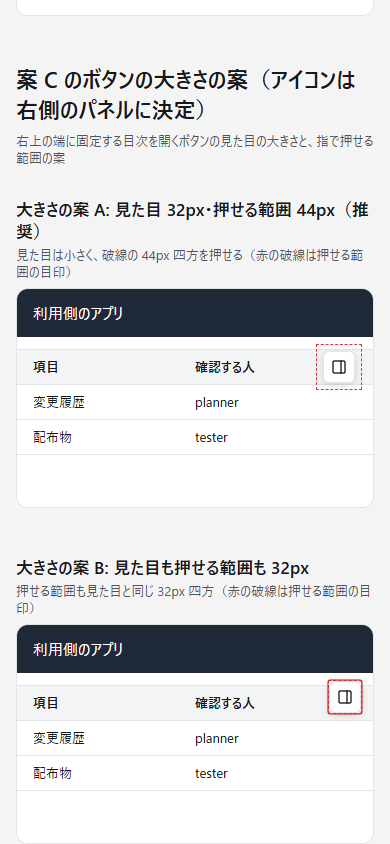 案 C のボタンの大きさの案（アイコンは
右側のパネルに決定）
右上の端に固定する目次を開くボタンの見た目の大きさと、指で押せる
範囲の案
大きさの案 A: 見た目 32px・押せる範囲 44px（推
奨）
見た目は小さく、破線の 44px 四方を押せる（赤の破線は押せる範
囲の目印）
利用側のアプリ
項目 確認する人
変更履歴 planner
配布物 tester
大きさの案 B: 見た目も押せる範囲も 32px
押せる範囲も見た目と同じ 32px 四方（赤の破線は押せる範囲の目
印）
利用側のアプリ
項目 確認する人
変更履歴 planner
配布物 tester